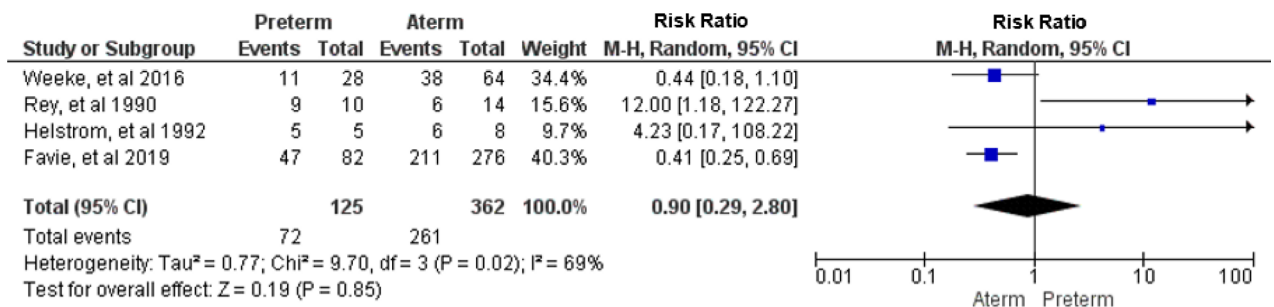 Preterm Aterm Risk Ratio Risk Ratio
Study or Subgroup Events Total Events Total Weight M-H, Random, 95% CI M-H, Random, 95% CI
Weeke, et al 2016 11 28 38 64 34.4% 0.44 [0.18, 1.10]
Rey, et al 1990 9 10 6 14 15.6% 12.00 [1.18, 122.27]
Helstrom, et al 1992 5 5 6 8 9.7% 4.23 [0.17, 108.22]
Favie, et al 2019 47 82 211 276 40.3% 0.41 [0.25, 0.69]
Total (95% CI) 125 362 100.0% 0.90 [0.29, 2.80]
Total events 72 261
Heterogeneity: Tau² = 0.77; Chi² = 9.70, df = 3 (P = 0.02); I² = 69%
Test for overall effect: Z = 0.19 (P = 0.85)
0.01 0.1 1 10 100
Aterm Preterm